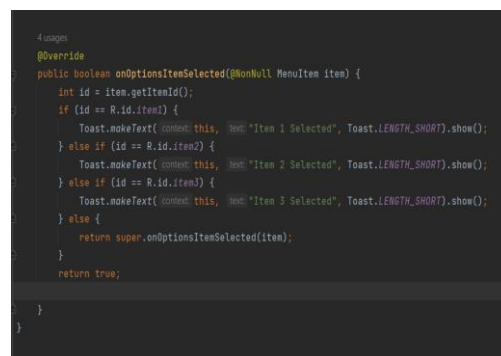 4 usages
@Override
public boolean onOptionsItemSelected(@NonNull MenuItem item) {
int id = item.getItemId();
if (id == R.id.item1) {
Toast.makeText( context: this, text: "Item 1 Selected", Toast.LENGTH_SHORT).show();
} else if (id == R.id.item2) {
Toast.makeText( context: this, text: "Item 2 Selected", Toast.LENGTH_SHORT).show();
} else if (id == R.id.item3) {
Toast.makeText( context: this, text: "Item 3 Selected", Toast.LENGTH_SHORT).show();
} else {
return super.onOptionsItemSelected(item);
}
return true;
}
}